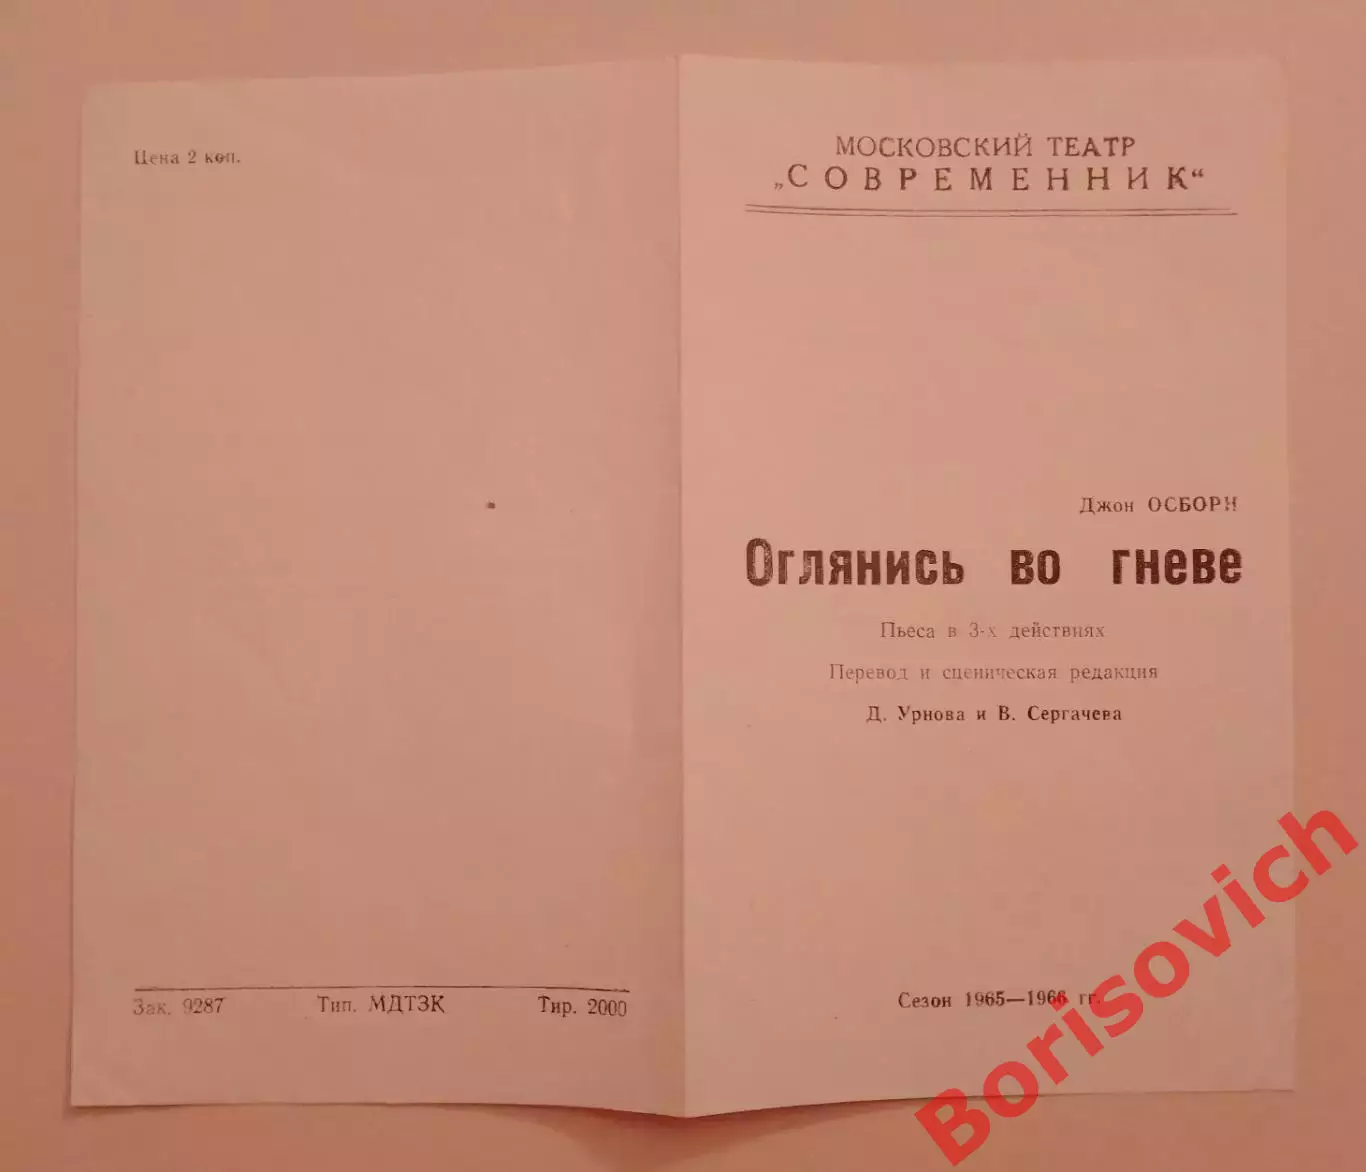 Цена 2 коп.
Зак. 9287 Тип. МДТЗК Тир. 2000
МОСКОВСКИЙ ТЕАТР
„СОВРЕМЕННИК“
Джон ОСБОРН
Оглянись во гневе
Пьеса в 3-х действиях
Перевод и сценическая редакция
Д. Урнова и В. Сергачева
Сезон 1965—1966 гг.
Borisovich